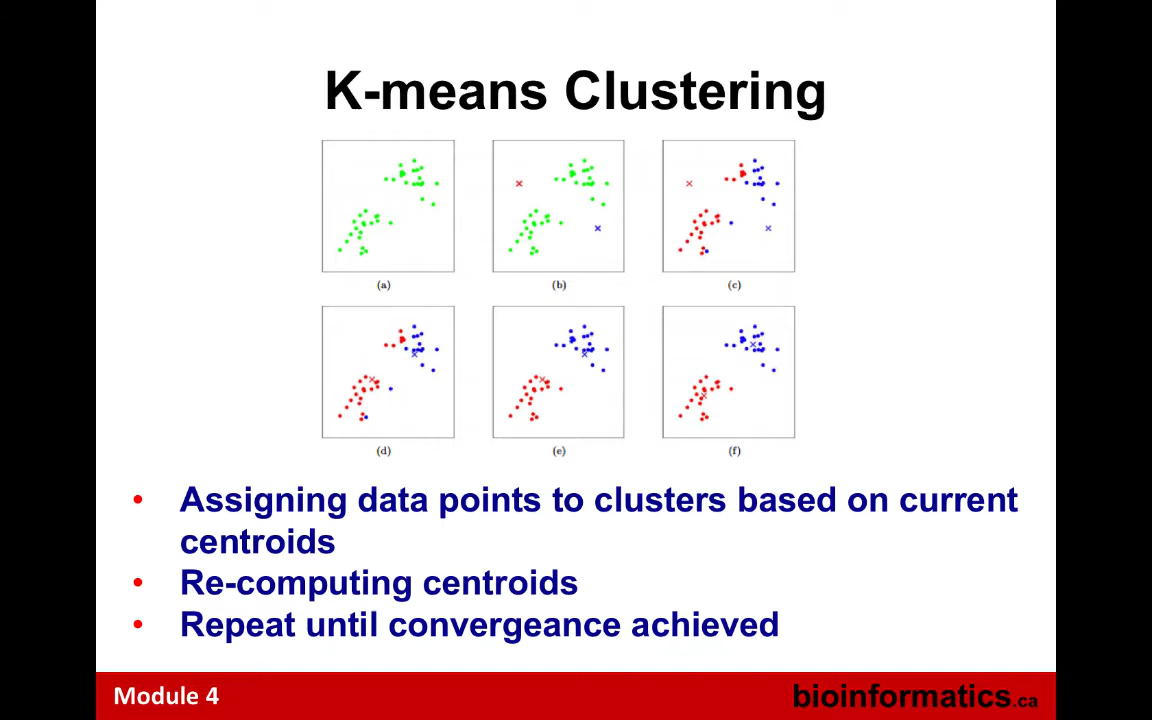 K-means Clustering
(a)
(b)
(c)
(d)
(e)
(f)
• Assigning data points to clusters based on current
centroids
• Re-computing centroids
• Repeat until convergeance achieved
Module 4
bioinformatics.ca